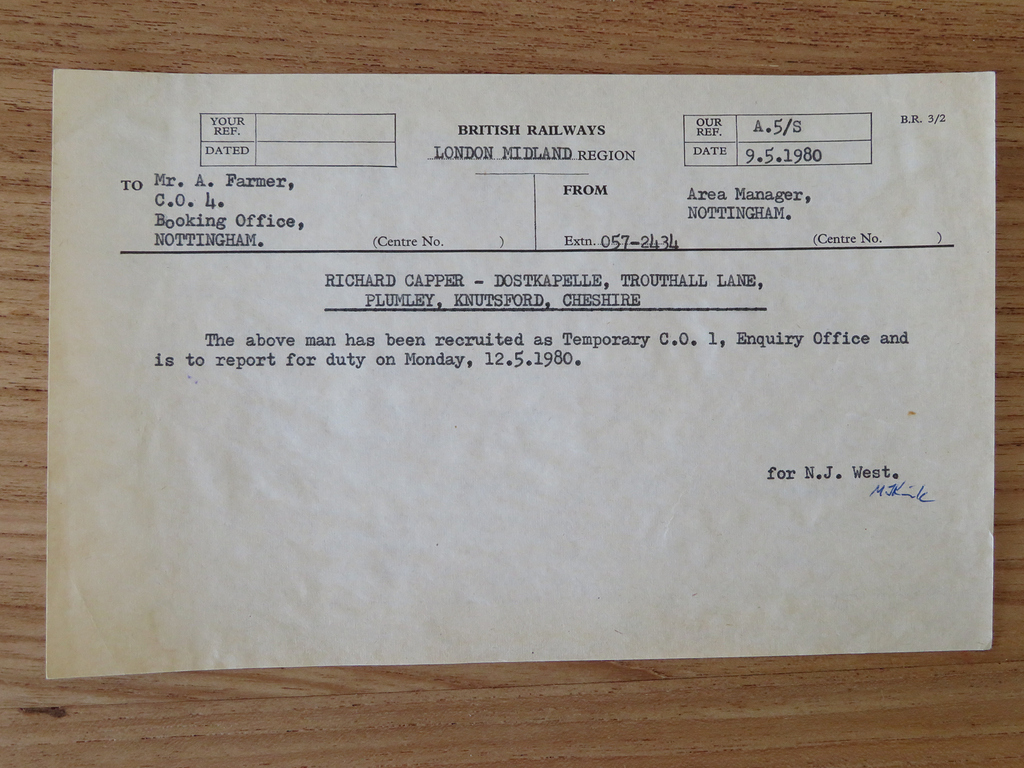 YOUR REF.
DATED
BRITISH RAILWAYS
LONDON MIDLAND REGION
OUR REF. A.5/S
DATE 9.5.1980
B.R. 3/2
TO Mr. A. Farmer,
C.O. 4.
Booking Office,
NOTTINGHAM.
(Centre No. )
FROM
Area Manager,
NOTTINGHAM.
Extn. 057-2434
(Centre No. )
RICHARD CAPPER - DOSTKAPELLE, TROUTHALL LANE,
PLUMLEY, KNUTSFORD, CHESHIRE
The above man has been recruited as Temporary C.O. 1, Enquiry Office and
is to report for duty on Monday, 12.5.1980.
for N.J. West.